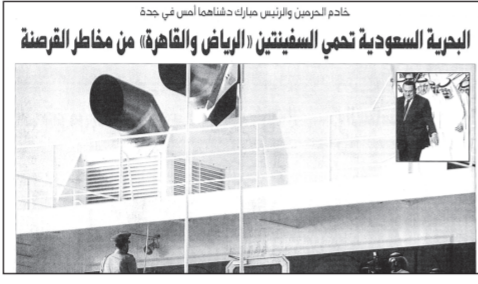 خادم الحرمين والرئيس مبارك دشناهما أمس في جدة
البحرية السعودية تحمي السفينتين «الرياض والقاهرة» من مخاطر القرصنة